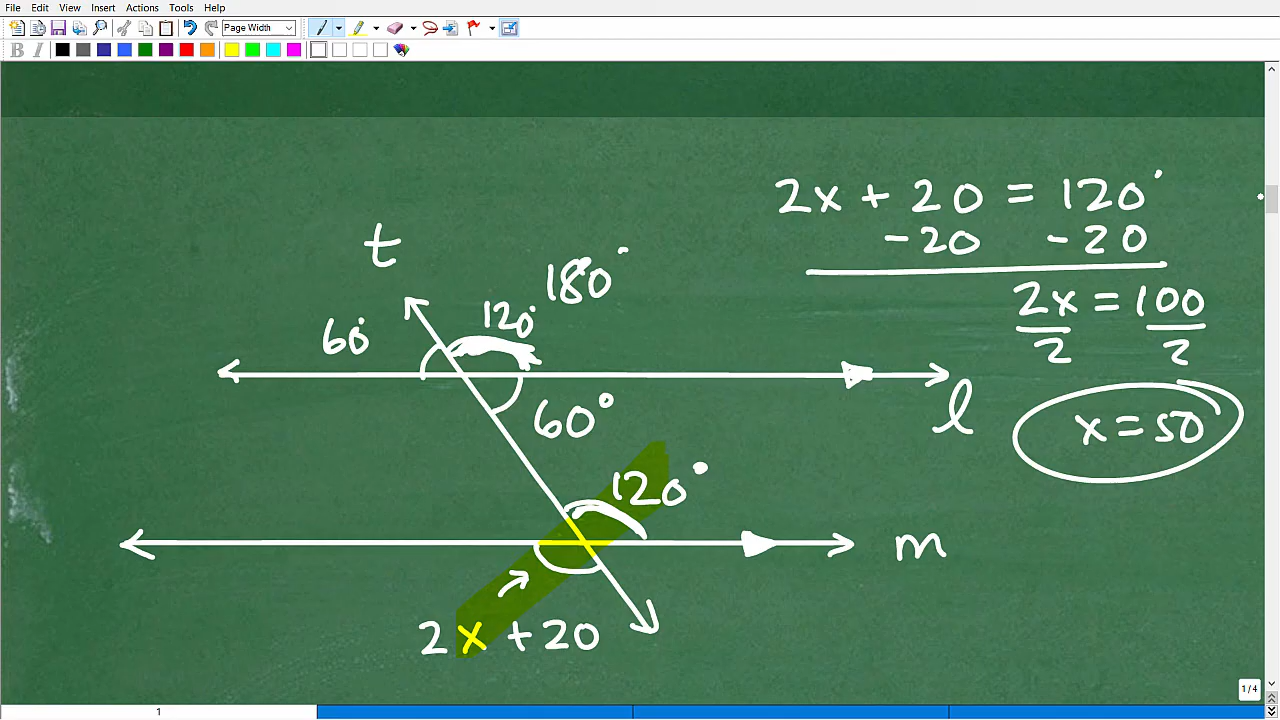 File Edit View Insert Actions Tools Help
Page Width
B I
2x + 20 = 120°
-20 -20
2x = 100
2 2
x = 50
t
180°
120°
60°
l
60°
120°
m
2x + 20
1/4
1